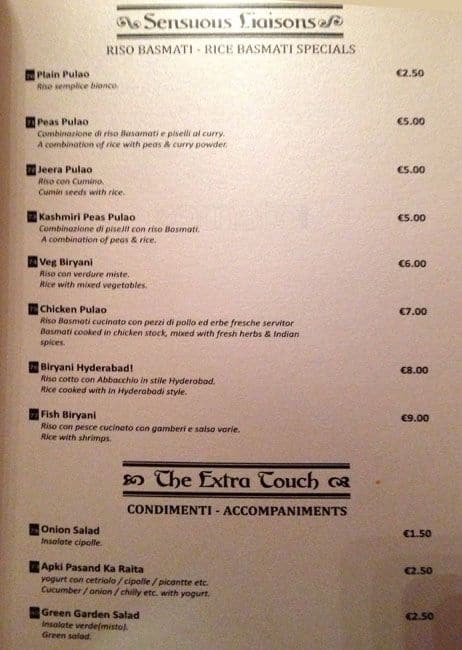 Sensuous Liaisons
RISO BASMATI - RICE BASMATI SPECIALS
Plain Pulao €2.50
Riso semplice bianco.
Peas Pulao €5.00
Combinazione di riso Basamati e piselli al curry.
A combination of rice with peas & curry powder.
Jeera Pulao €5.00
Riso con Cumino.
Cumin seeds with rice.
Kashmiri Peas Pulao €5.00
Combinazione di piselli con riso Basmati.
A combination of peas & rice.
Veg Biryani €6.00
Riso con verdure miste.
Rice with mixed vegetables.
Chicken Pulao €7.00
Riso Basmati cucinato con pezzi di pollo ed erbe fresche servitor
Basmati cooked in chicken stock, mixed with fresh herbs & Indian
spices.
Biryani Hyderabad! €8.00
Riso cotto con Abbacchio in stile Hyderabad.
Rice cooked with in Hyderabadi style.
Fish Biryani €9.00
Riso con pesce cucinato con gamberi e salsa varie.
Rice with shrimps.
The Extra Touch
CONDIMENTI - ACCOMPANIMENTS
Onion Salad €1.50
Insalate cipolle.
Apki Pasand Ka Raita €2.50
yogurt con cetriolo / cipolle / picantte etc.
Cucumber / onion / chilly etc. with yogurt.
Green Garden Salad €2.50
Insalate verde(misto).
Green salad.